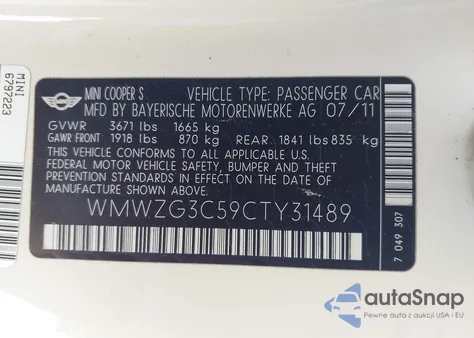 MINI
6797223
MINI COOPER S VEHICLE TYPE: PASSENGER CAR
MFD BY BAYERISCHE MOTORENWERKE AG 07/11
GVWR 3671 lbs 1665 kg
GAWR FRONT 1918 lbs 870 kg REAR: 1841 lbs 835 kg
THIS VEHICLE CONFORMS TO ALL APPLICABLE U.S.
FEDERAL MOTOR VEHICLE SAFETY, BUMPER AND THEFT
PREVENTION STANDARDS IN EFFECT ON THE DATE OF
MANUFACTURE SHOWN ABOVE.
WMWZG3C59CTY31489
7 049 307
autoSnap
Pewne auta z aukcji USA i EU